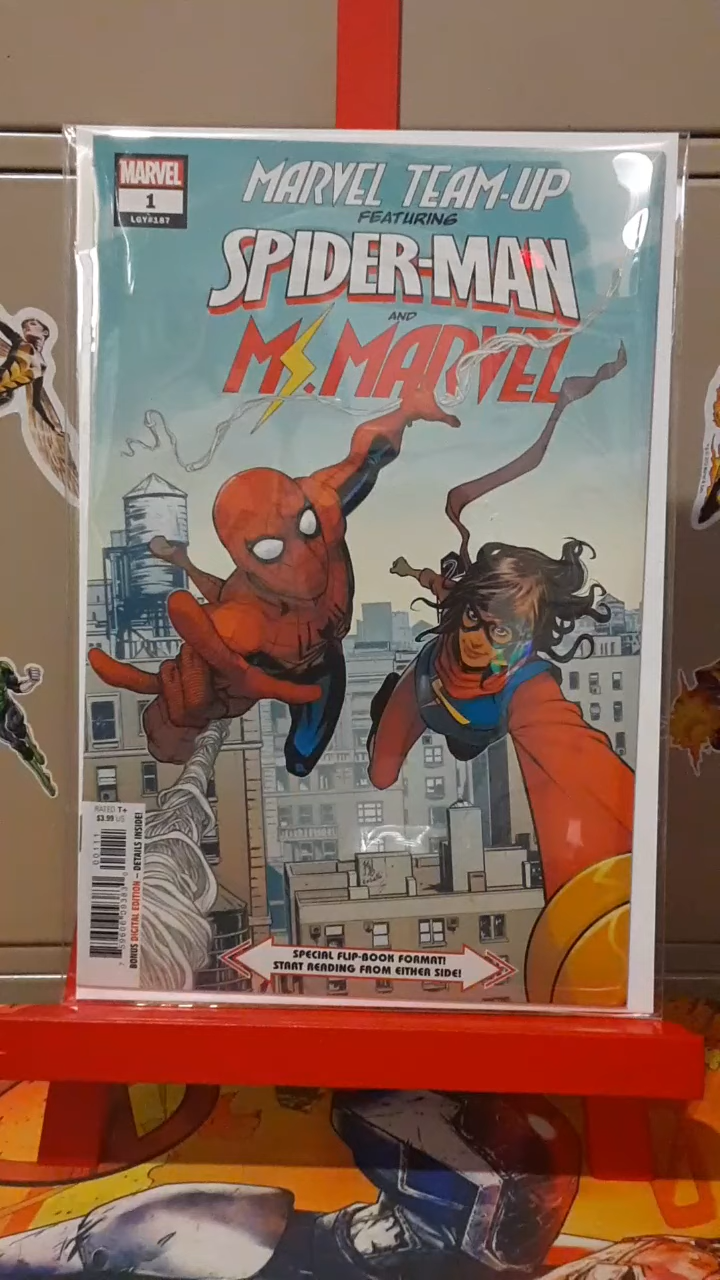 MARVEL
1
LGY#187
MARVEL TEAM-UP
FEATURING
SPIDER-MAN
AND
MS. MARVEL
RATED T+
$3.99 US
00111
BONUS DIGITAL EDITION – DETAILS INSIDE!
SPECIAL FLIP-BOOK FORMAT!
START READING FROM EITHER SIDE!